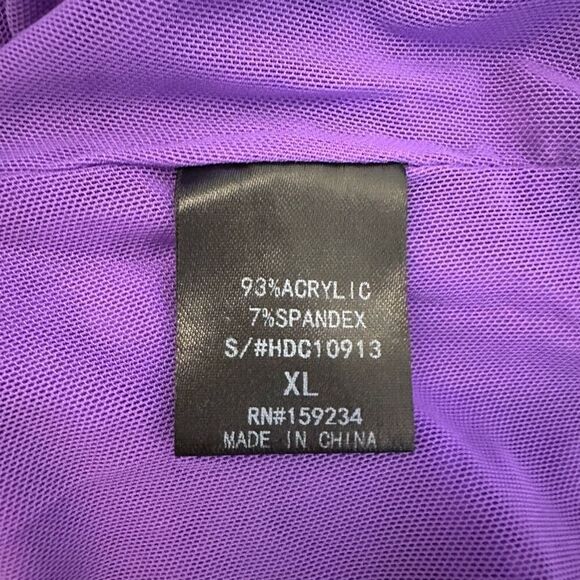 93%ACRYLIC
7%SPANDEX
S/#HDC10913
XL
RN#159234
MADE IN CHINA